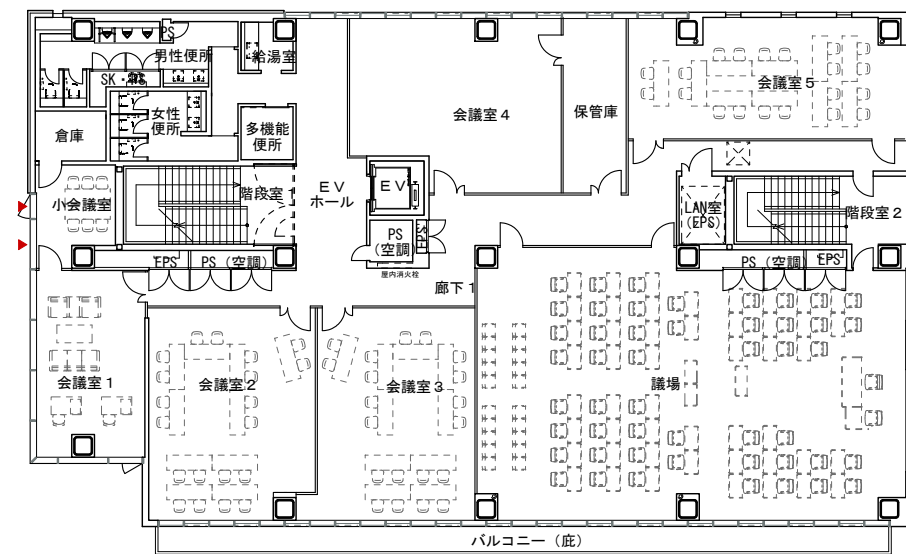 PS
男性便所
給湯室
SK・PS
女性
便所
多機能
便所
倉庫
会議室4
保管庫
会議室5
小会議室
階段室1
EV
ホール
EV
LAN室
(EPS)
階段室2
PS
(空調)
EPS
EPS
PS(空調)
屋内消火栓
廊下1
PS(空調)
EPS
会議室1
会議室2
会議室3
議場
バルコニー(庇)